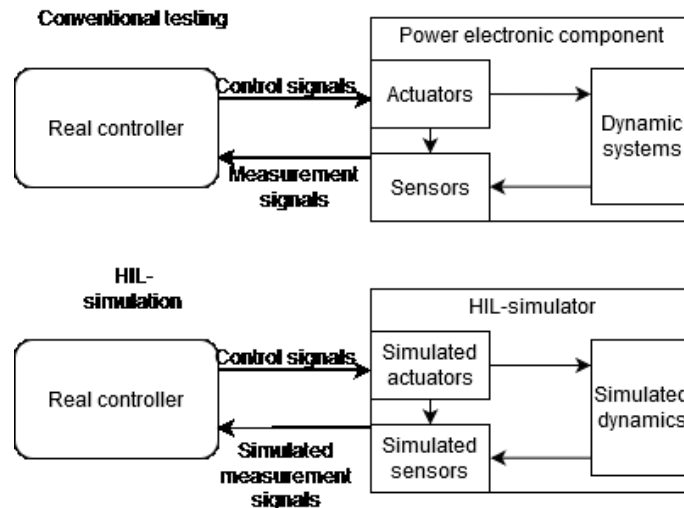 Conventional testing
Power electronic component
Control signals
Real controller
Actuators
Dynamic
systems
Measurement
signals
Sensors
HIL-
simulation
HIL-simulator
Control signals
Real controller
Simulated
actuators
Simulated
dynamics
Simulated
measurement
signals
Simulated
sensors